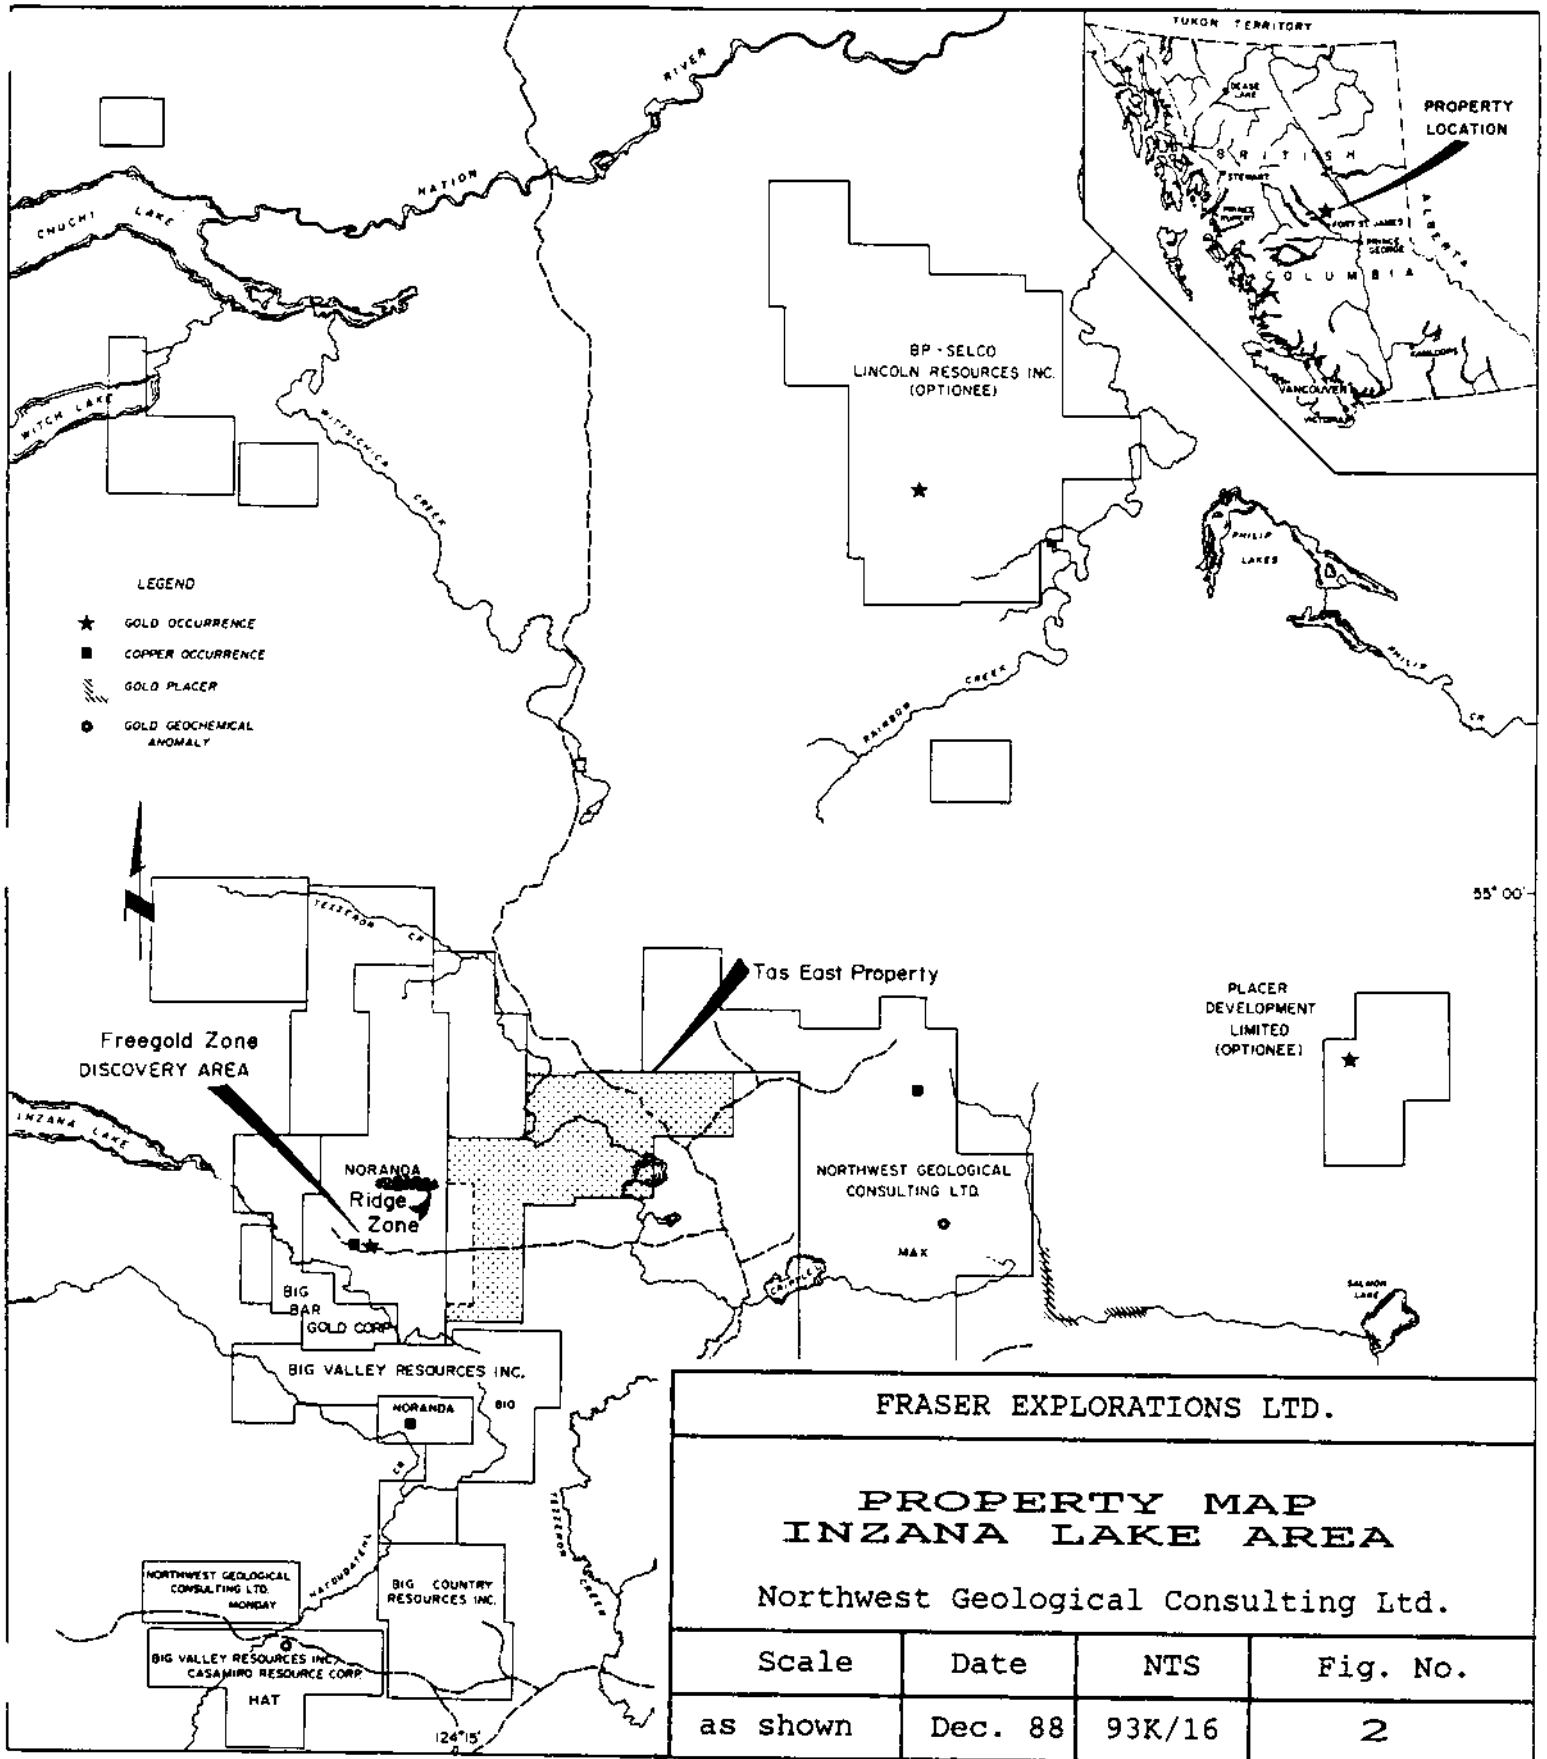 YUKON TERRITORY
DEASE
LAKE
PROPERTY
LOCATION
BRITISH
STEWART
PRINCE
RUPERT
FORT ST. JAMES
PRINCE
GEORGE
ALBERTA
COLUMBIA
KAMLOOPS
VANCOUVER
VICTORIA
NATION RIVER
CHUCHI LAKE
WITCH LAKE
WITTSICHICA CREEK
BP-SELCO
LINCOLN RESOURCES INC.
(OPTIONEE)
PHILIP
LAKES
PHILIP CR
RAINBOW CREEK
LEGEND
GOLD OCCURRENCE
COPPER OCCURRENCE
GOLD PLACER
GOLD GEOCHEMICAL
ANOMALY
55° 00'
TEZZERON CR
Tas East Property
PLACER
DEVELOPMENT
LIMITED
(OPTIONEE)
Freegold Zone
DISCOVERY AREA
INZANA LAKE
NORANDA
Ridge
Zone
NORTHWEST GEOLOGICAL
CONSULTING LTD.
MAX
CRIPPLE L
SALMON
LAKE
BIG
BAR
GOLD CORP
BIG VALLEY RESOURCES INC.
BIG
NORANDA
CR
TEZZERON CREEK
NORTHWEST GEOLOGICAL
CONSULTING LTD.
MONDAY
BIG COUNTRY
RESOURCES INC.
BIG VALLEY RESOURCES INC.
CASAMIRO RESOURCE CORP.
HAT
124°15'
FRASER EXPLORATIONS LTD.
PROPERTY MAP
INZANA LAKE AREA
Northwest Geological Consulting Ltd.
Scale Date NTS Fig. No.
as shown Dec. 88 93K/16 2